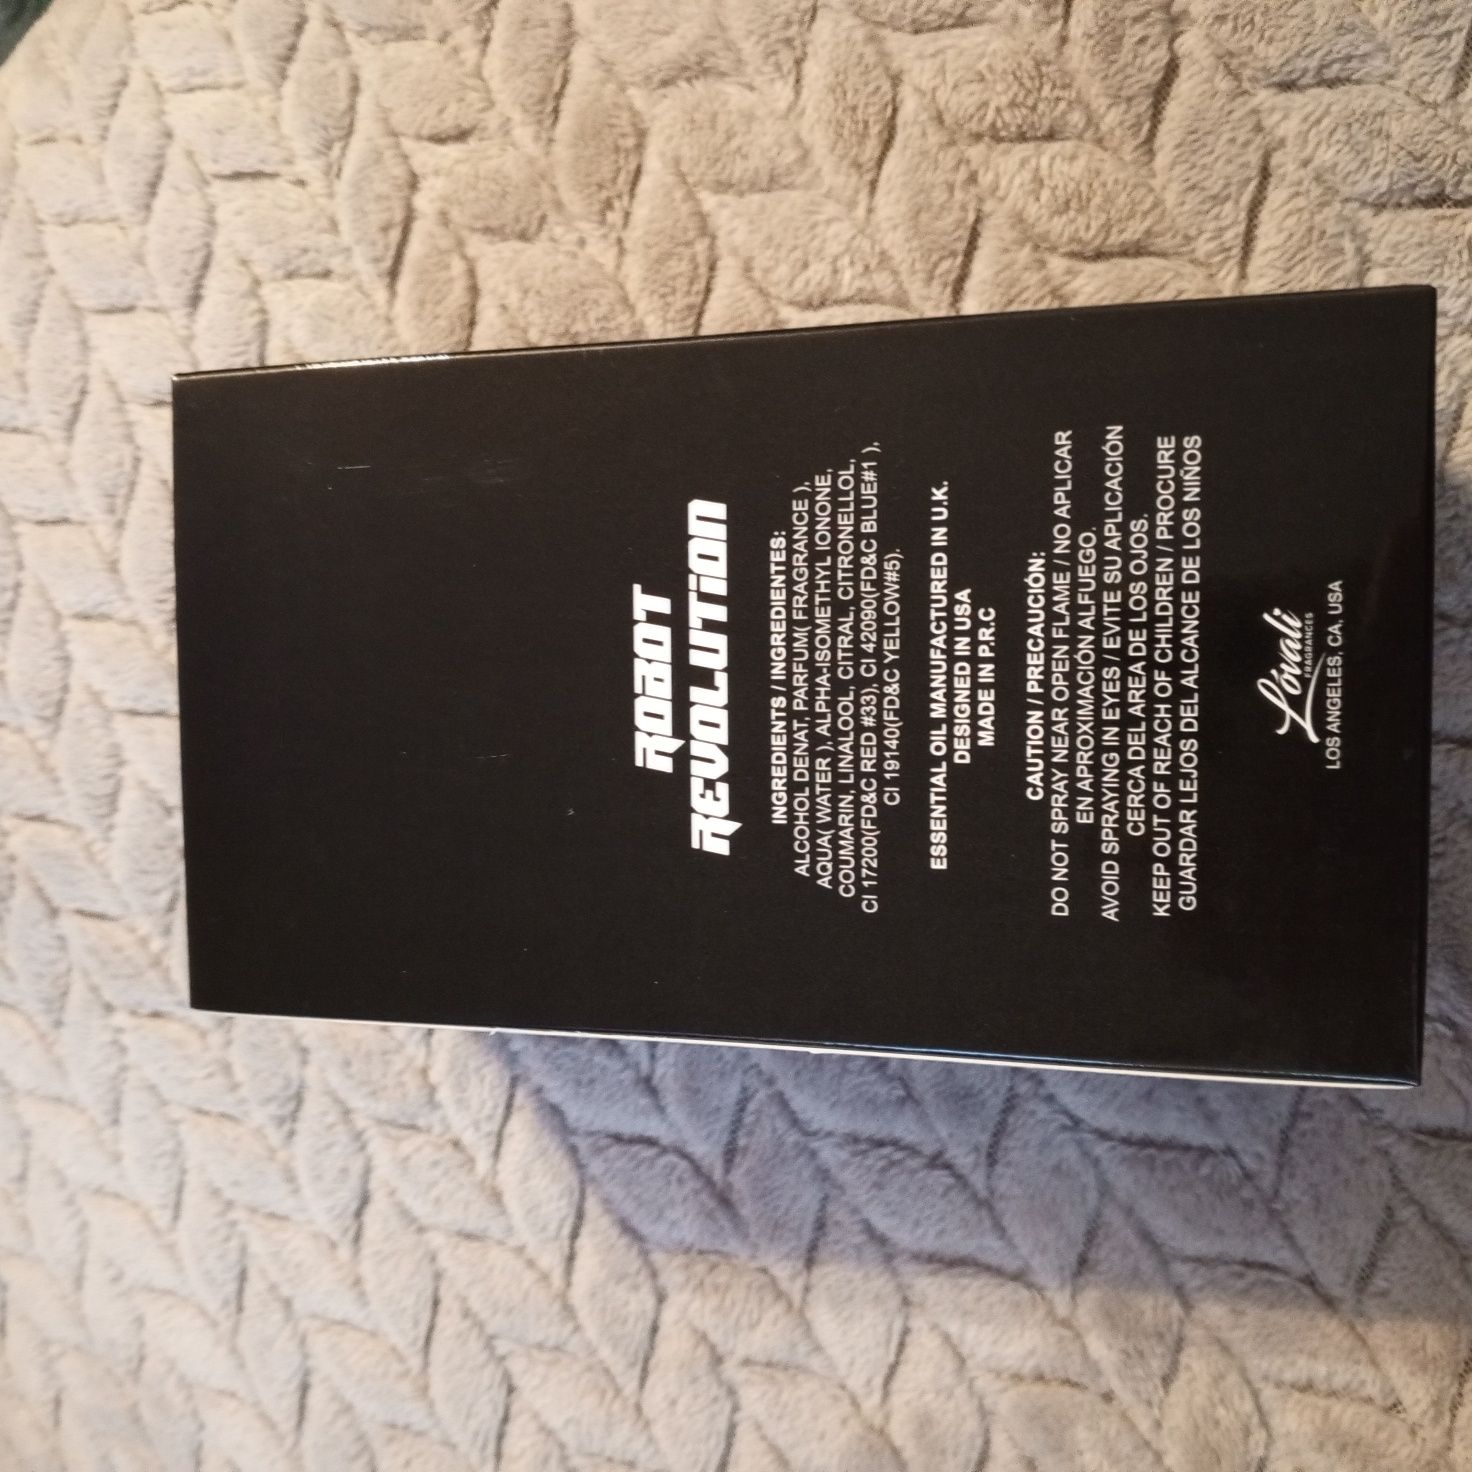 ROBOT
REVOLUTiON
INGREDIENTS / INGREDIENTES:
ALCOHOL DENAT, PARFUM( FRAGRANCE ),
AQUA( WATER ), ALPHA-ISOMETHYL IONONE,
COUMARIN, LINALOOL, CITRAL, CITRONELLOL,
CI 17200(FD&C RED #33), CI 42090(FD&C BLUE#1 ),
CI 19140(FD&C YELLOW#5).
ESSENTIAL OIL MANUFACTURED IN U.K.
DESIGNED IN USA
MADE IN P.R.C
CAUTION / PRECAUCIÓN:
DO NOT SPRAY NEAR OPEN FLAME / NO APLICAR
EN APROXIMACIÓN ALFUEGO.
AVOID SPRAYING IN EYES / EVITE SU APLICACIÓN
CERCA DEL AREA DE LOS OJOS.
KEEP OUT OF REACH OF CHILDREN / PROCURE
GUARDAR LEJOS DEL ALCANCE DE LOS NIÑOS
Lóvali
FRAGRANCES
LOS ANGELES, CA, USA